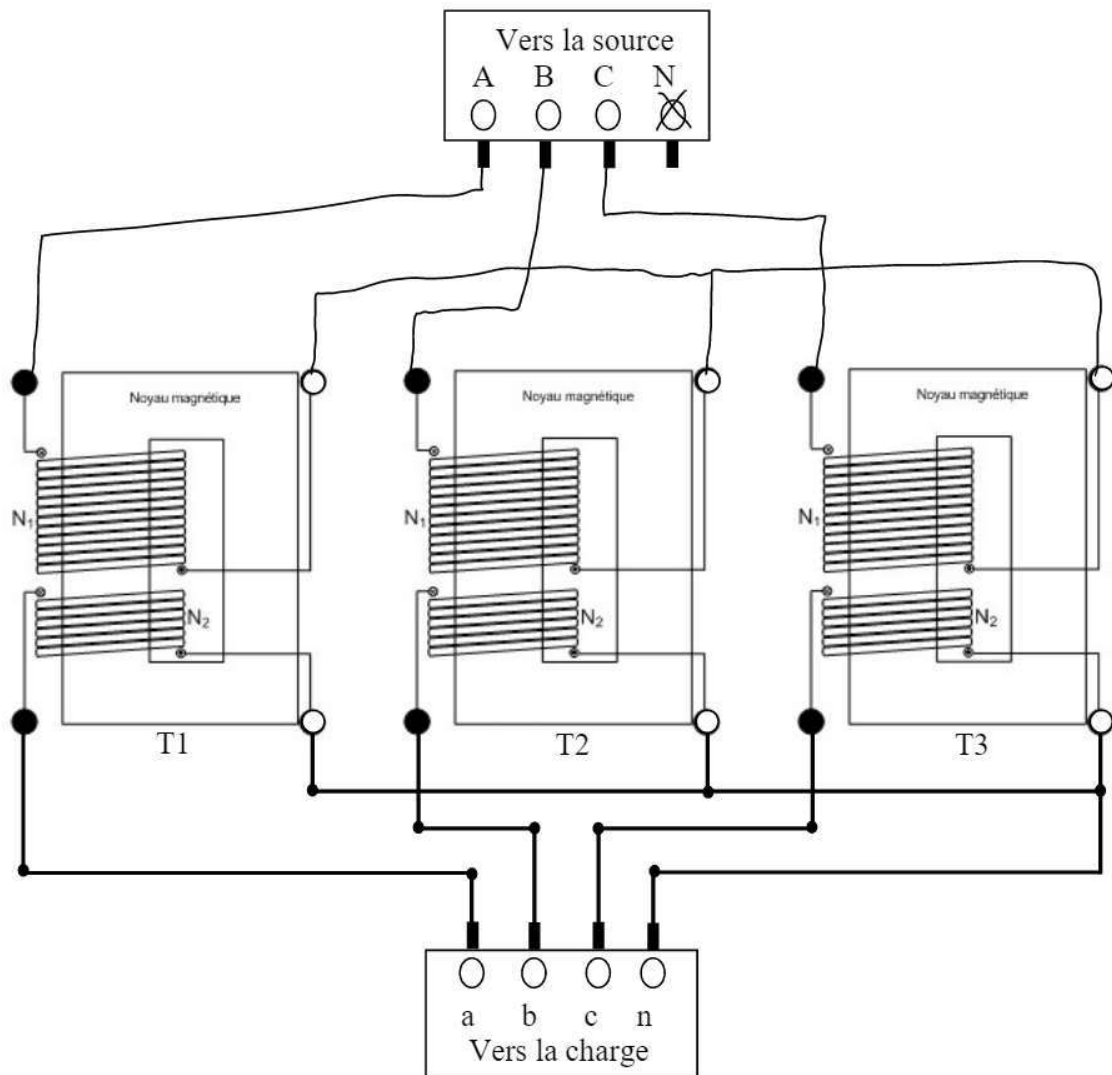 Vers la source
A B C N
Noyau magnétique Noyau magnétique Noyau magnétique
N₁ N₁ N₁
N₂ N₂ N₂
T1 T2 T3
a b c n
Vers la charge